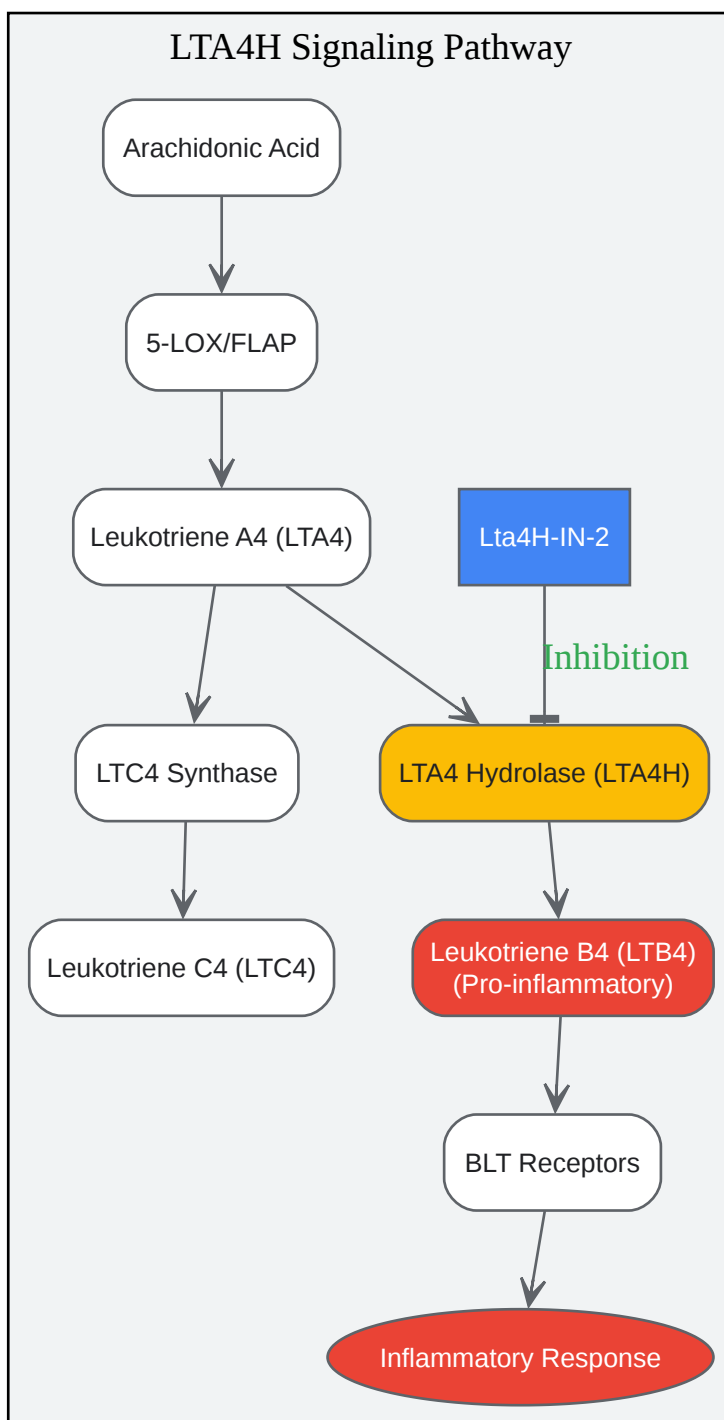 LTA4H Signaling Pathway
Arachidonic Acid
5-LOX/FLAP
Leukotriene A4 (LTA4)
Lta4H-IN-2
Inhibition
LTC4 Synthase
LTA4 Hydrolase (LTA4H)
Leukotriene C4 (LTC4)
Leukotriene B4 (LTB4)
(Pro-inflammatory)
BLT Receptors
Inflammatory Response